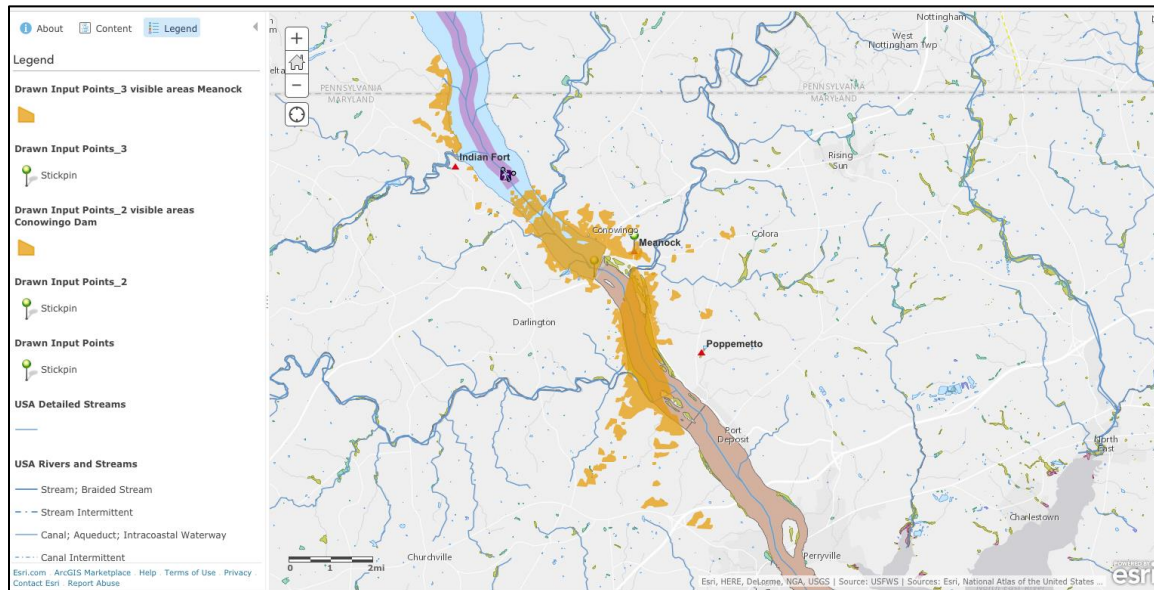 About
Content
Legend
Legend
Drawn Input Points_3 visible areas Meanock
Drawn Input Points_3
Stickpin
Drawn Input Points_2 visible areas
Conowingo Dam
Drawn Input Points_2
Stickpin
Drawn Input Points
Stickpin
USA Detailed Streams
USA Rivers and Streams
Stream; Braided Stream
Stream Intermittent
Canal; Aqueduct; Intracoastal Waterway
Canal Intermittent
Esri.com ArcGIS Marketplace Help Terms of Use Privacy
Contact Esri Report Abuse
Nottingham
West
Nottingham Twp
PENNSYLVANIA
MARYLAND
PENNSYLVANIA
MARYLAND
Rising
Sun
Indian Fort
Conowingo
Colora
Meanock
Darlington
Poppemetto
Port
Deposit
North
East
Charlestown
Churchville
Perryville
0 1 2mi
Esri, HERE, DeLorme, NGA, USGS | Source: USFWS | Sources: Esri, National Atlas of the United States ...
POWERED BY
esri